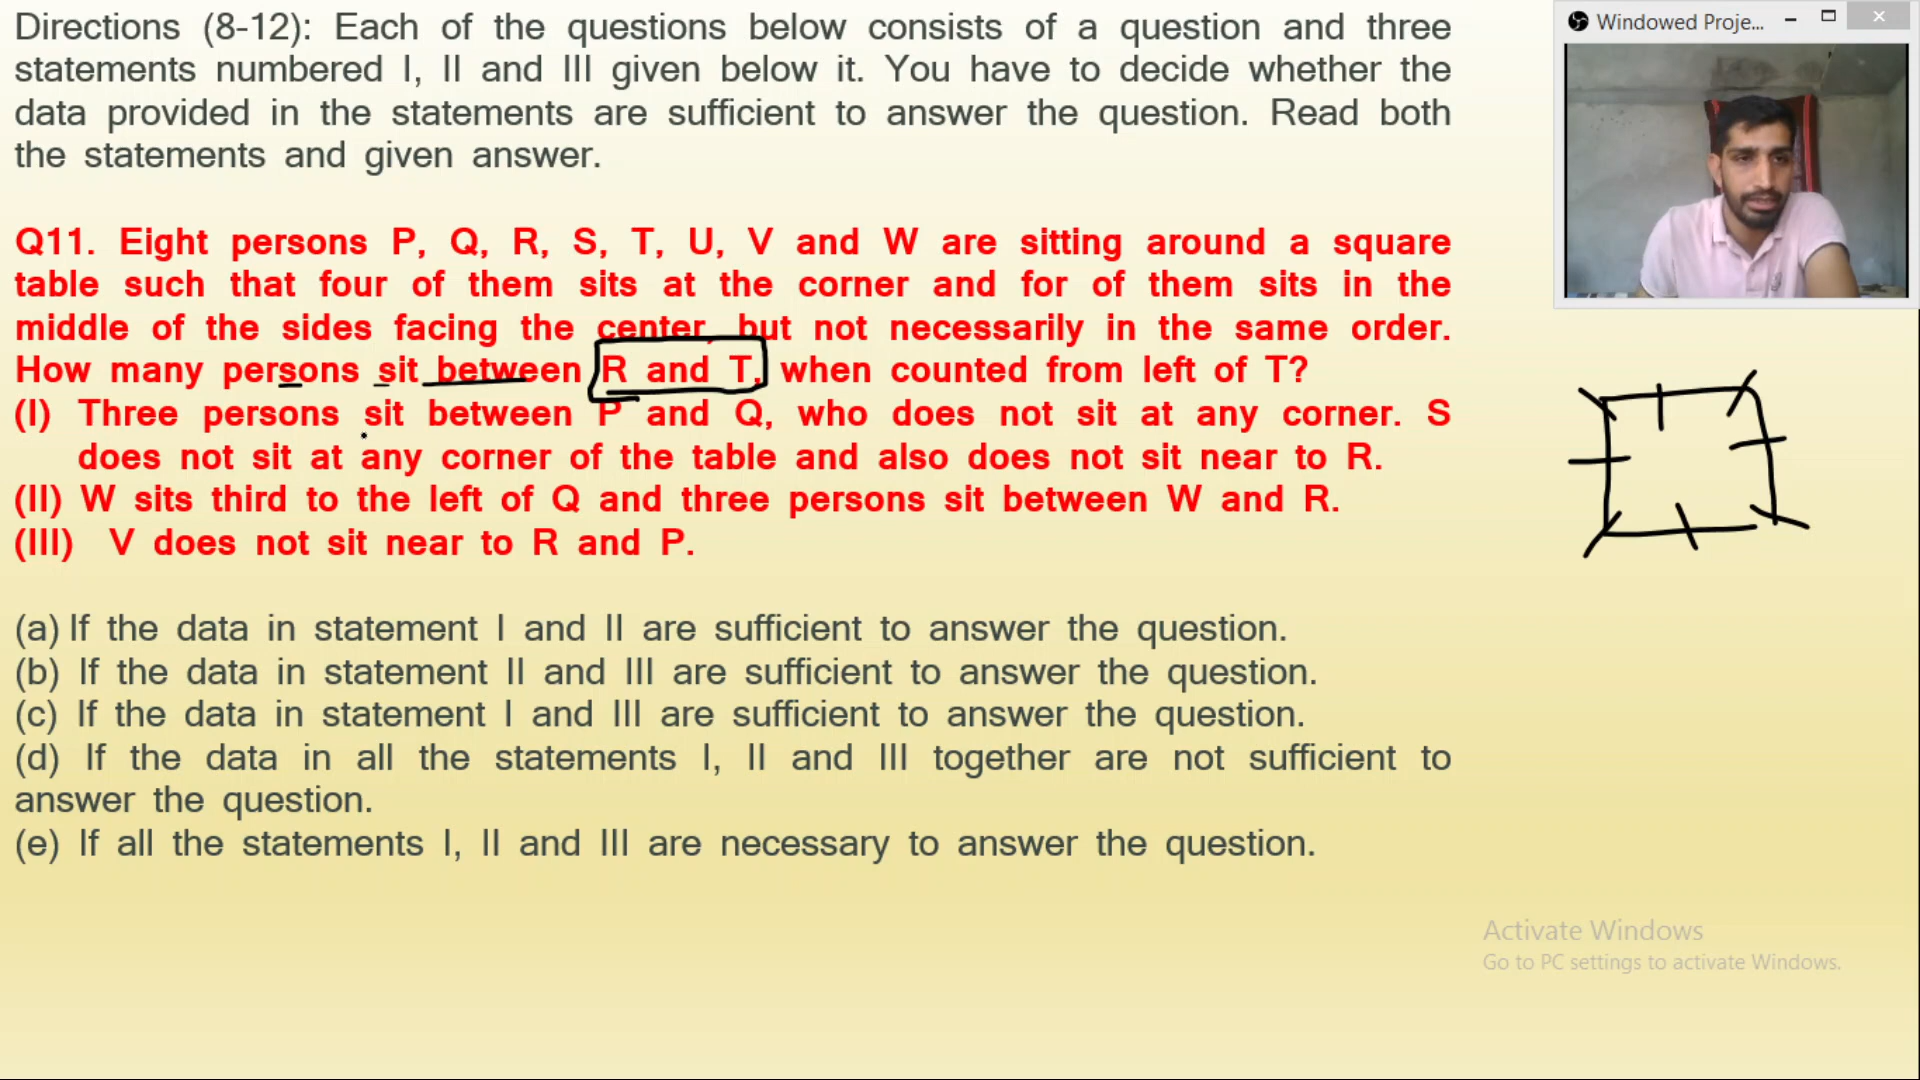 Directions (8-12): Each of the questions below consists of a question and three
statements numbered I, II and III given below it. You have to decide whether the
data provided in the statements are sufficient to answer the question. Read both
the statements and given answer.
Windowed Proje...
Q11. Eight persons P, Q, R, S, T, U, V and W are sitting around a square
table such that four of them sits at the corner and for of them sits in the
middle of the sides facing the center, but not necessarily in the same order.
How many persons sit between R and T, when counted from left of T?
(I) Three persons sit between P and Q, who does not sit at any corner. S
does not sit at any corner of the table and also does not sit near to R.
(II) W sits third to the left of Q and three persons sit between W and R.
(III) V does not sit near to R and P.
(a) If the data in statement I and II are sufficient to answer the question.
(b) If the data in statement II and III are sufficient to answer the question.
(c) If the data in statement I and III are sufficient to answer the question.
(d) If the data in all the statements I, II and III together are not sufficient to
answer the question.
(e) If all the statements I, II and III are necessary to answer the question.
Activate Windows
Go to PC settings to activate Windows.